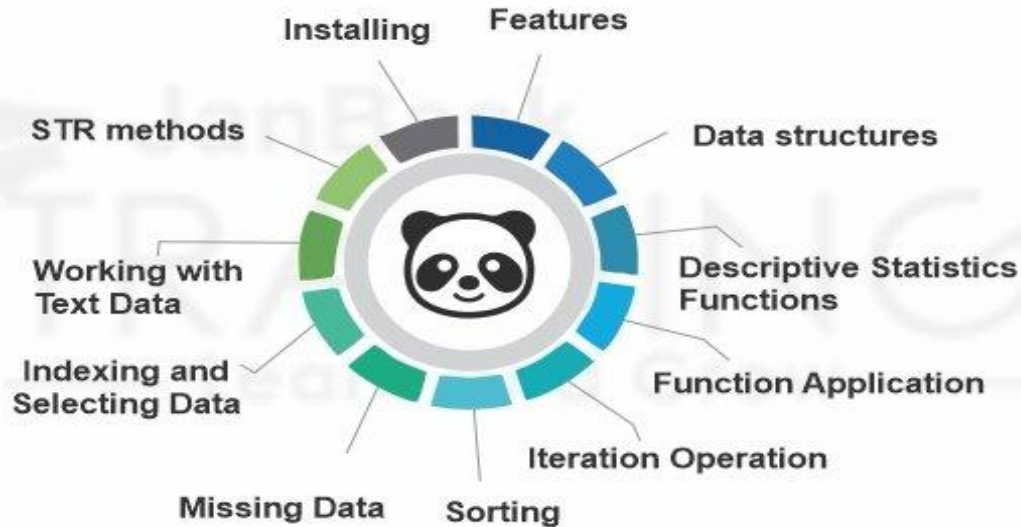 Installing
Features
STR methods
Data structures
Working with
Text Data
Descriptive Statistics
Functions
Indexing and
Selecting Data
Function Application
Iteration Operation
Missing Data
Sorting